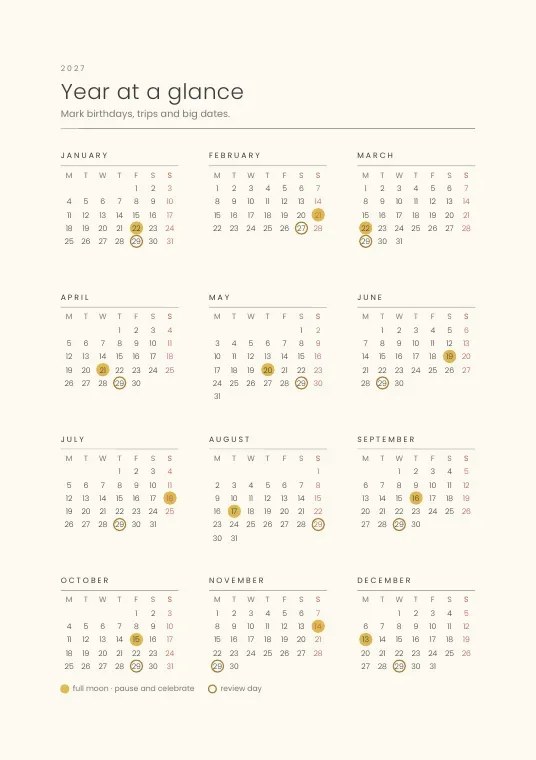 2027
Year at a glance
Mark birthdays, trips and big dates.
JANUARY
M T W T F S S
1 2 3
4 5 6 7 8 9 10
11 12 13 14 15 16 17
18 19 20 21 22 23 24
25 26 27 28 29 30 31
FEBRUARY
M T W T F S S
1 2 3 4 5 6 7
8 9 10 11 12 13 14
15 16 17 18 19 20 21
22 23 24 25 26 27 28
MARCH
M T W T F S S
1 2 3 4 5 6 7
8 9 10 11 12 13 14
15 16 17 18 19 20 21
22 23 24 25 26 27 28
29 30 31
APRIL
M T W T F S S
1 2 3 4
5 6 7 8 9 10 11
12 13 14 15 16 17 18
19 20 21 22 23 24 25
26 27 28 29 30
MAY
M T W T F S S
1 2
3 4 5 6 7 8 9
10 11 12 13 14 15 16
17 18 19 20 21 22 23
24 25 26 27 28 29 30
31
JUNE
M T W T F S S
1 2 3 4 5 6
7 8 9 10 11 12 13
14 15 16 17 18 19 20
21 22 23 24 25 26 27
28 29 30
JULY
M T W T F S S
1 2 3 4
5 6 7 8 9 10 11
12 13 14 15 16 17 18
19 20 21 22 23 24 25
26 27 28 29 30 31
AUGUST
M T W T F S S
1
2 3 4 5 6 7 8
9 10 11 12 13 14 15
16 17 18 19 20 21 22
23 24 25 26 27 28 29
30 31
SEPTEMBER
M T W T F S S
1 2 3 4 5
6 7 8 9 10 11 12
13 14 15 16 17 18 19
20 21 22 23 24 25 26
27 28 29 30
OCTOBER
M T W T F S S
1 2 3
4 5 6 7 8 9 10
11 12 13 14 15 16 17
18 19 20 21 22 23 24
25 26 27 28 29 30 31
NOVEMBER
M T W T F S S
1 2 3 4 5 6 7
8 9 10 11 12 13 14
15 16 17 18 19 20 21
22 23 24 25 26 27 28
29 30
DECEMBER
M T W T F S S
1 2 3 4 5
6 7 8 9 10 11 12
13 14 15 16 17 18 19
20 21 22 23 24 25 26
27 28 29 30 31
full moon · pause and celebrate
review day